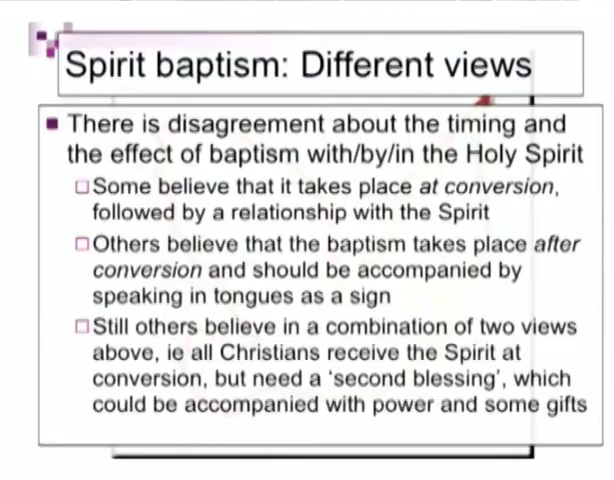 Spirit baptism: Different views
There is disagreement about the timing and
the effect of baptism with/by/in the Holy Spirit
Some believe that it takes place at conversion,
followed by a relationship with the Spirit
Others believe that the baptism takes place after
conversion and should be accompanied by
speaking in tongues as a sign
Still others believe in a combination of two views
above, ie all Christians receive the Spirit at
conversion, but need a ‘second blessing’, which
could be accompanied with power and some gifts